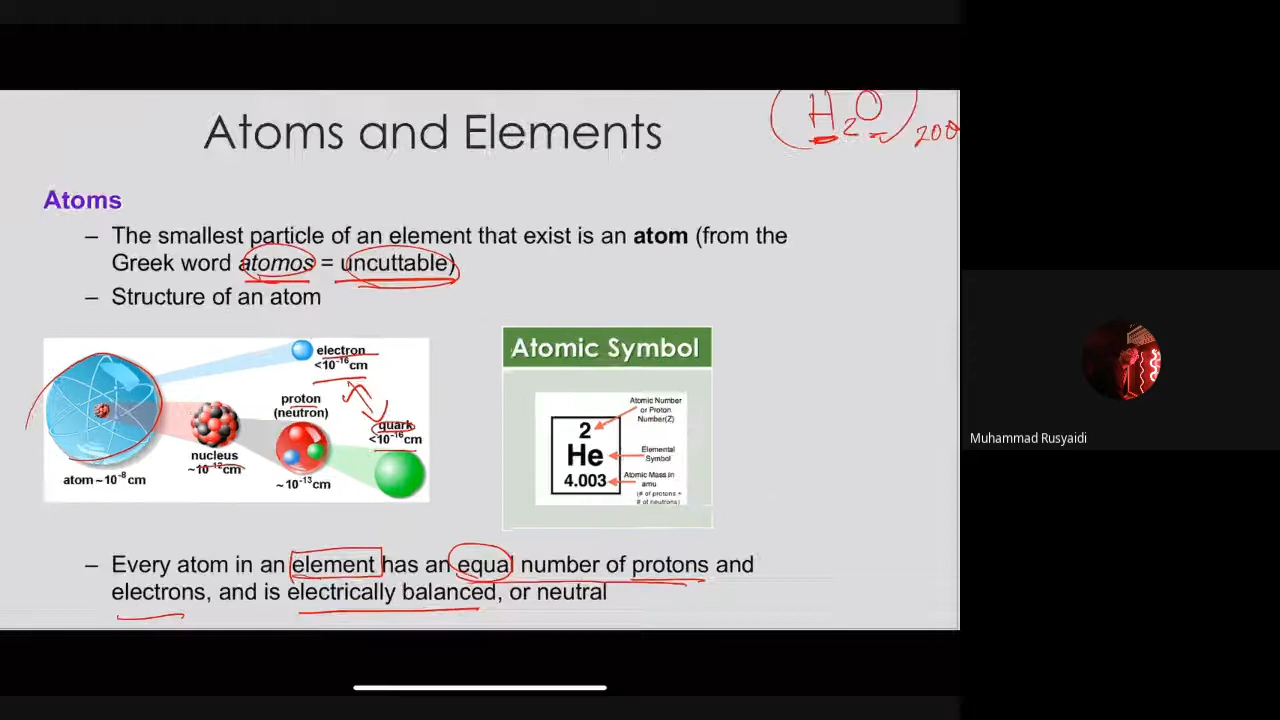 H2O
200
Atoms and Elements
Atoms
– The smallest particle of an element that exist is an atom (from the
Greek word atomos = uncuttable)
– Structure of an atom
electron
<10-16cm
proton
(neutron)
quark
<10-16cm
nucleus
~10-12cm
~10-13cm
atom ~10-8cm
Atomic Symbol
2
He
4.003
Atomic Number
or Proton
Number(Z)
Elemental
Symbol
Atomic Mass in
amu
(# of protons +
# of neutrons)
– Every atom in an element has an equal number of protons and
electrons, and is electrically balanced, or neutral
Muhammad Rusyaidi